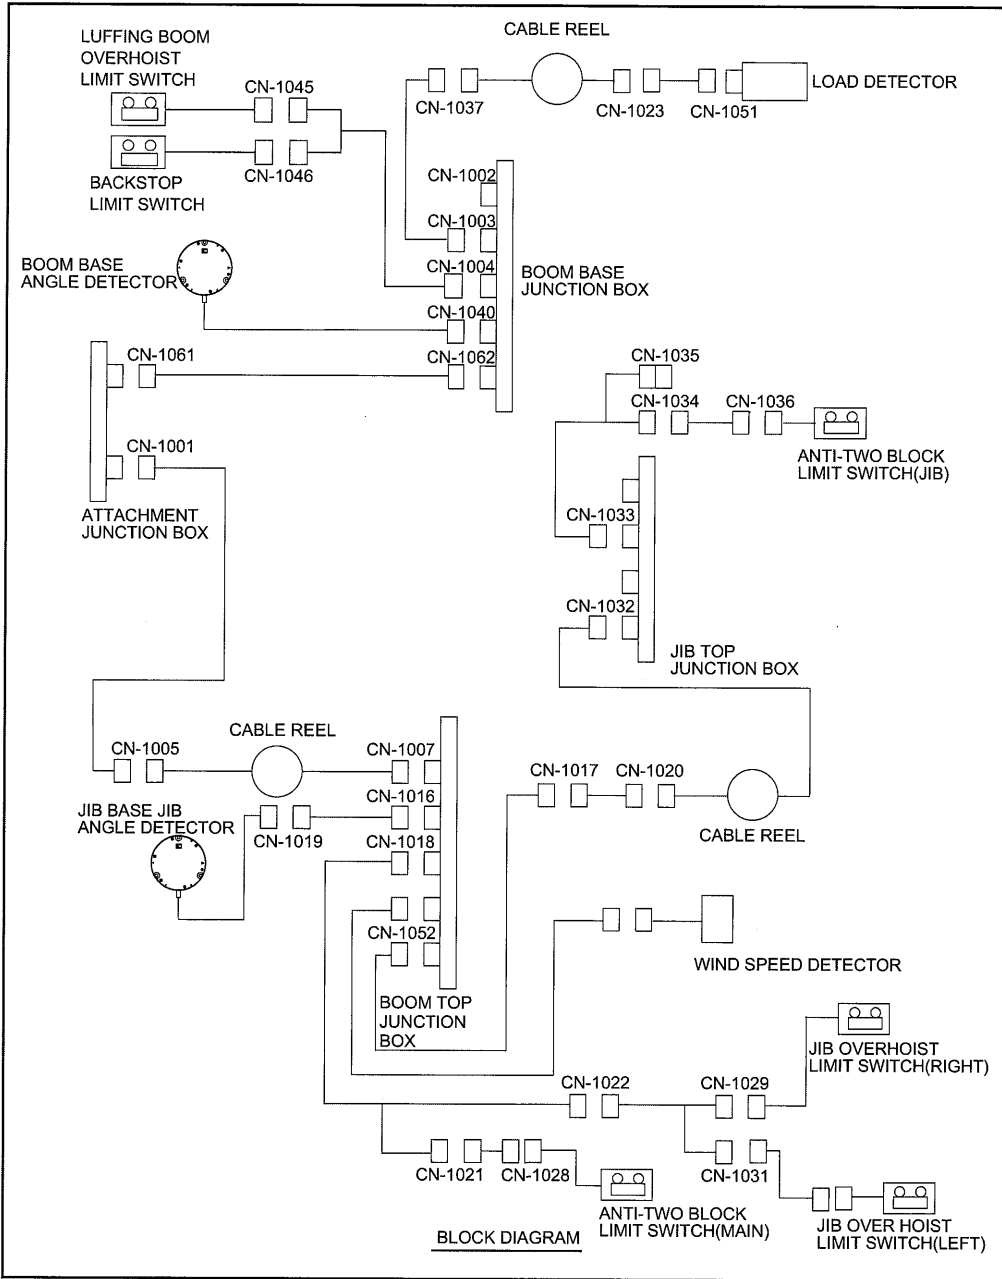 LUFFING BOOM
OVERHOIST
LIMIT SWITCH
CN-1045
CN-1046
BACKSTOP
LIMIT SWITCH
CABLE REEL
CN-1037
CN-1023
CN-1051
LOAD DETECTOR
CN-1002
CN-1003
CN-1004
CN-1040
CN-1062
BOOM BASE
JUNCTION BOX
BOOM BASE
ANGLE DETECTOR
CN-1061
CN-1001
ATTACHMENT
JUNCTION BOX
CN-1035
CN-1034
CN-1036
ANTI-TWO BLOCK
LIMIT SWITCH(JIB)
CN-1033
CN-1032
JIB TOP
JUNCTION BOX
CN-1005
CABLE REEL
CN-1007
CN-1016
CN-1018
CN-1052
JIB BASE JIB
ANGLE DETECTOR
CN-1019
BOOM TOP
JUNCTION
BOX
CN-1017
CN-1020
CABLE REEL
WIND SPEED DETECTOR
JIB OVERHOIST
LIMIT SWITCH(RIGHT)
CN-1022
CN-1029
CN-1021
CN-1028
CN-1031
ANTI-TWO BLOCK
LIMIT SWITCH(MAIN)
JIB OVER HOIST
LIMIT SWITCH(LEFT)
BLOCK DIAGRAM